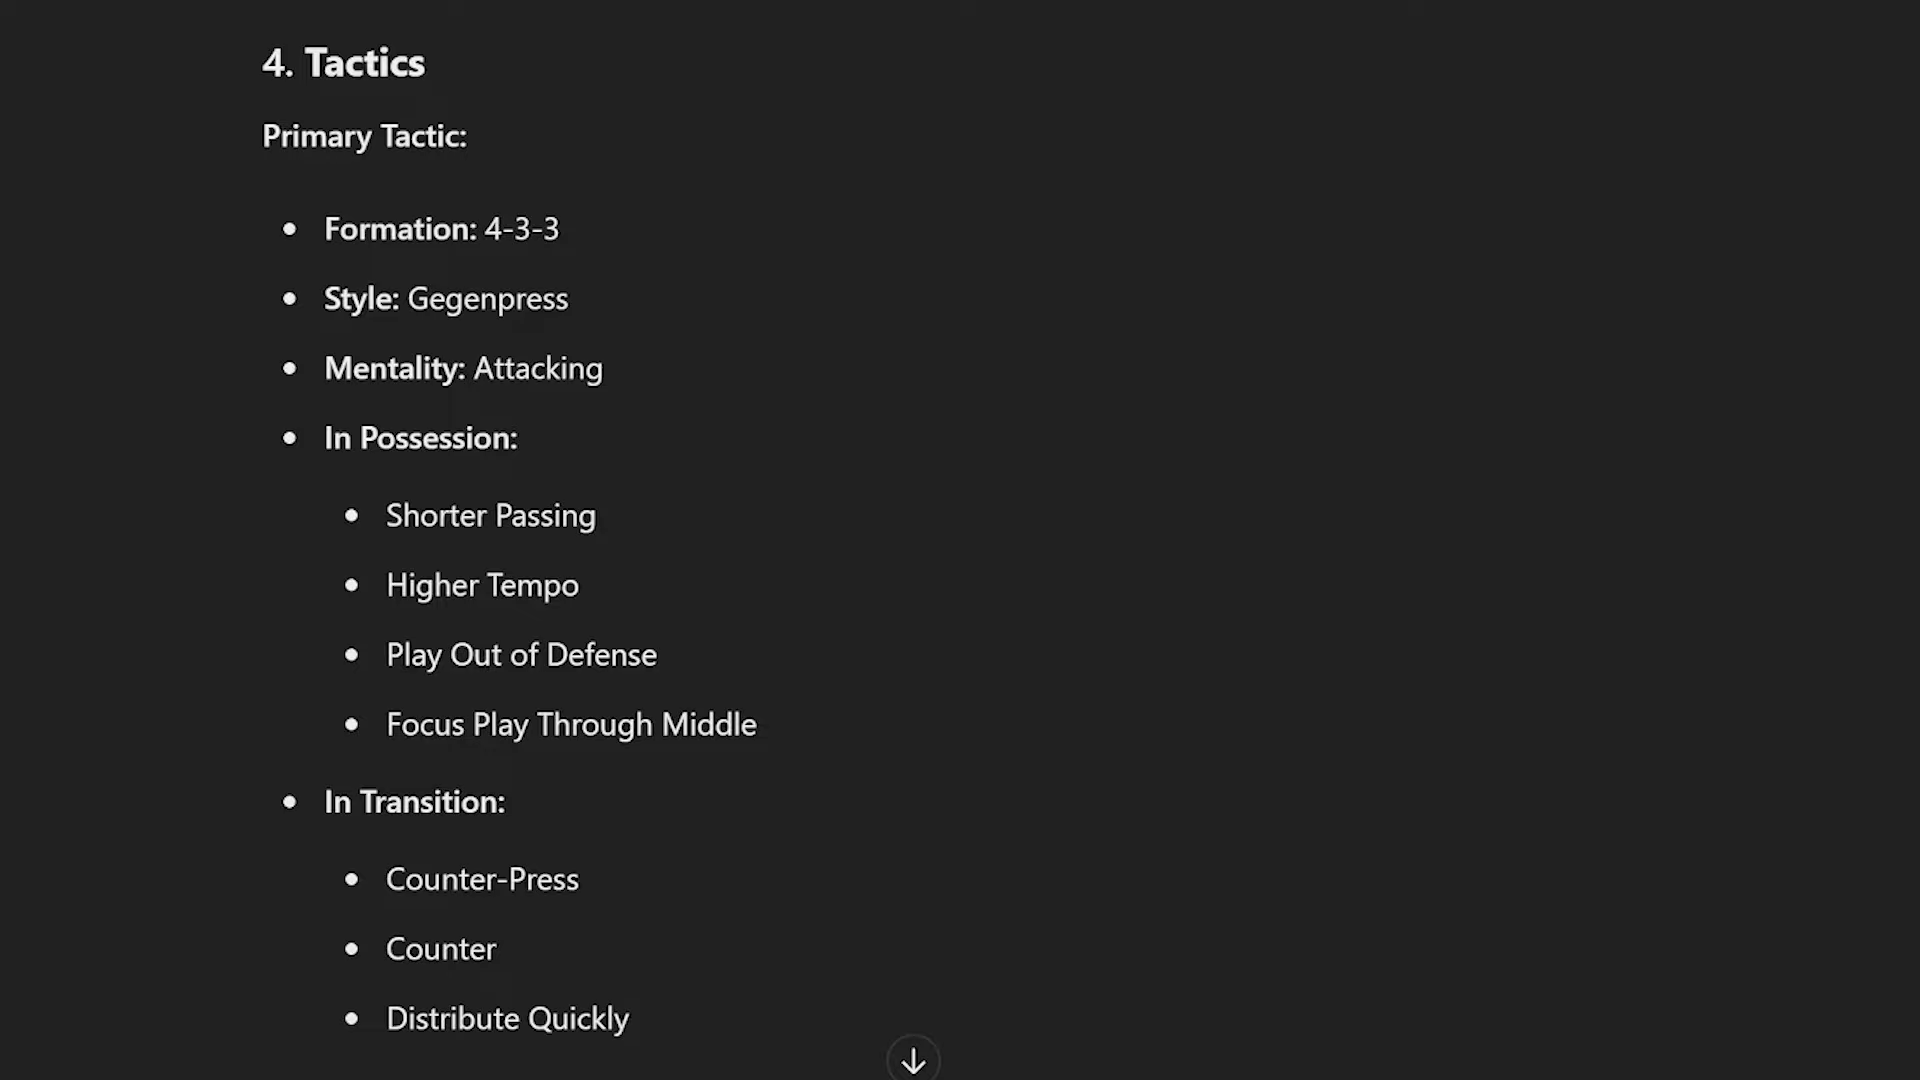 4. Tactics
Primary Tactic:
Formation: 4-3-3
Style: Gegenpress
Mentality: Attacking
In Possession:
Shorter Passing
Higher Tempo
Play Out of Defense
Focus Play Through Middle
In Transition:
Counter-Press
Counter
Distribute Quickly